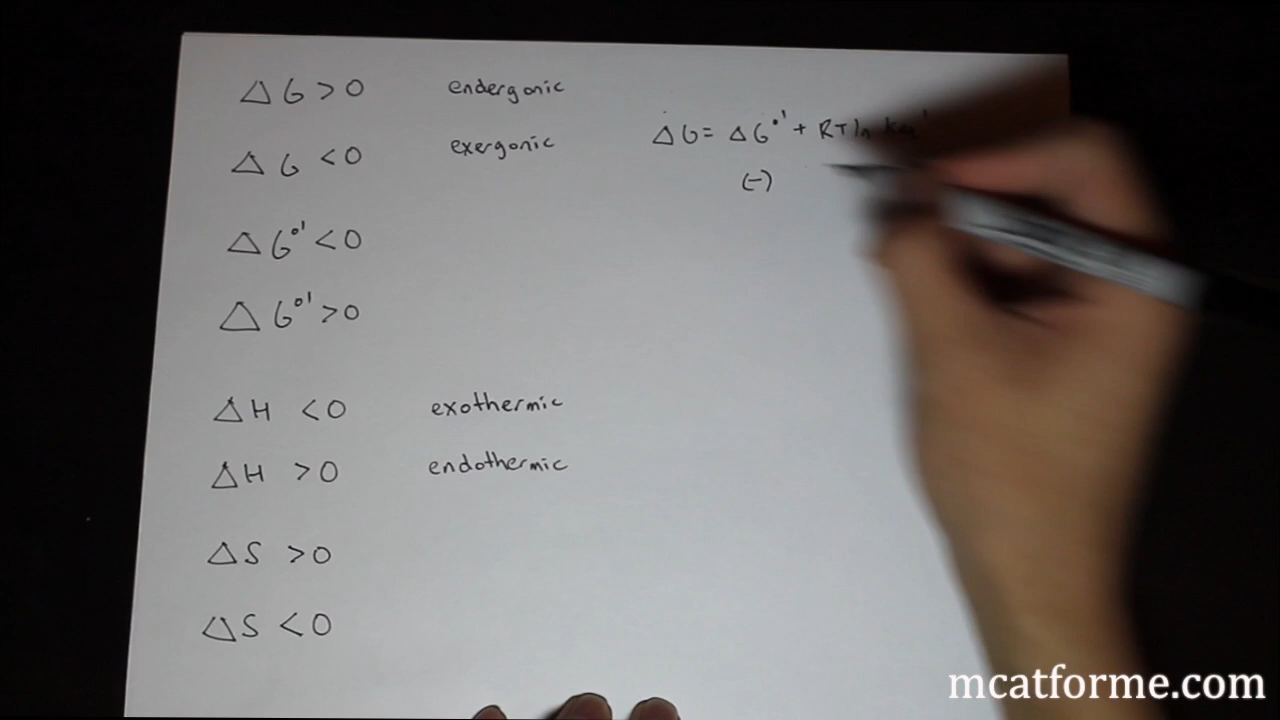 ΔG > 0 endergonic
ΔG < 0 exergonic
ΔG = ΔG°' + RT ln Keq'
(-)
ΔG°' < 0
ΔG°' > 0
ΔH < 0 exothermic
ΔH > 0 endothermic
ΔS > 0
ΔS < 0
mcatforme.com